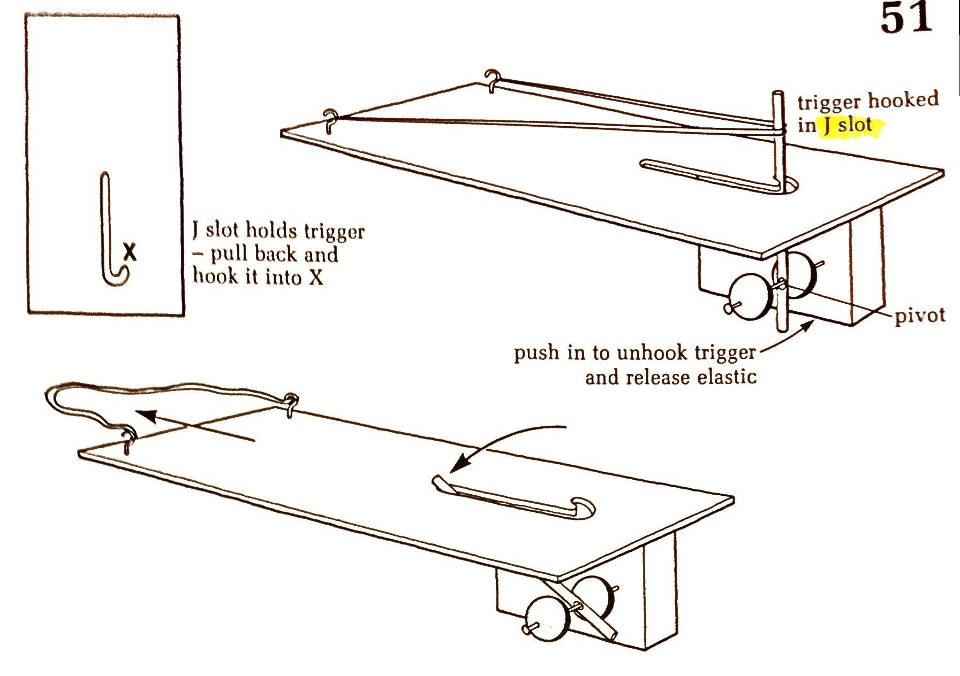 51
trigger hooked
in J slot
J slot holds trigger
– pull back and
hook it into X
X
pivot
push in to unhook trigger
and release elastic